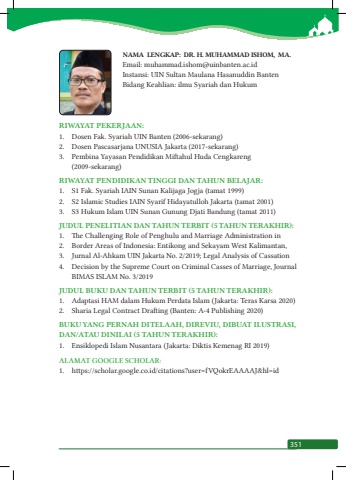 NAMA LENGKAP: DR. H. MUHAMMAD ISHOM, MA.
Email: muhammad.ishom@uinbanten.ac.id
Instansi: UIN Sultan Maulana Hasanuddin Banten
Bidang Keahlian: ilmu Syariah dan Hukum
RIWAYAT PEKERJAAN:
1. Dosen Fak. Syariah UIN Banten (2006-sekarang)
2. Dosen Pascasarjana UNUSIA Jakarta (2017-sekarang)
3. Pembina Yayasan Pendidikan Miftahul Huda Cengkareng
(2009-sekarang)
RIWAYAT PENDIDIKAN TINGGI DAN TAHUN BELAJAR:
1. S1 Fak. Syariah IAIN Sunan Kalijaga Jogja (tamat 1999)
2. S2 Islamic Studies IAIN Syarif Hidayatulloh Jakarta (tamat 2001)
3. S3 Hukum Islam UIN Sunan Gunung Djati Bandung (tamat 2011)
JUDUL PENELITIAN DAN TAHUN TERBIT (5 TAHUN TERAKHIR):
1. The Challenging Role of Penghulu and Marriage Administration in
2. Border Areas of Indonesia: Entikong and Sekayam West Kalimantan,
3. Jurnal Al-Ahkam UIN Jakarta No. 2/2019; Legal Analysis of Cassation
4. Decision by the Supreme Court on Criminal Casses of Marriage, Journal
BIMAS ISLAM No. 3/2019
JUDUL BUKU DAN TAHUN TERBIT (5 TAHUN TERAKHIR):
1. Adaptasi HAM dalam Hukum Perdata Islam (Jakarta: Teras Karsa 2020)
2. Sharia Legal Contract Drafting (Banten: A-4 Publishing 2020)
BUKU YANG PERNAH DITELAAH, DIREVIU, DIBUAT ILUSTRASI,
DAN/ATAU DINILAI (5 TAHUN TERAKHIR):
1. Ensiklopedi Islam Nusantara (Jakarta: Diktis Kemenag RI 2019)
ALAMAT GOOGLE SCHOLAR:
1. https://scholar.google.co.id/citations?user=fVQokrEAAAAJ&hl=id
351